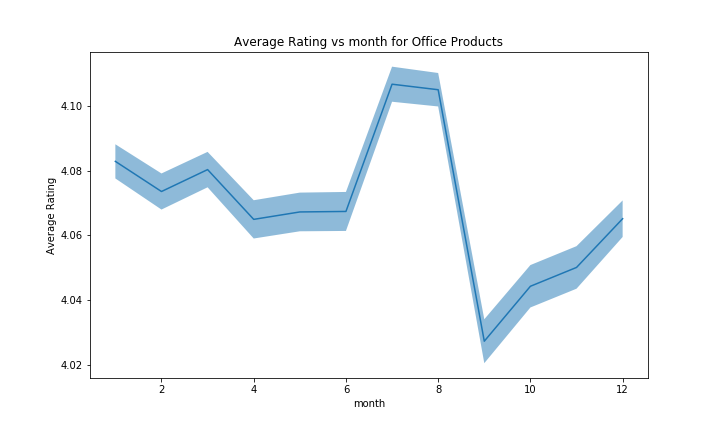 Average Rating vs month for Office Products
4.10
4.08
4.06
4.04
4.02
Average Rating
2 4 6 8 10 12
month